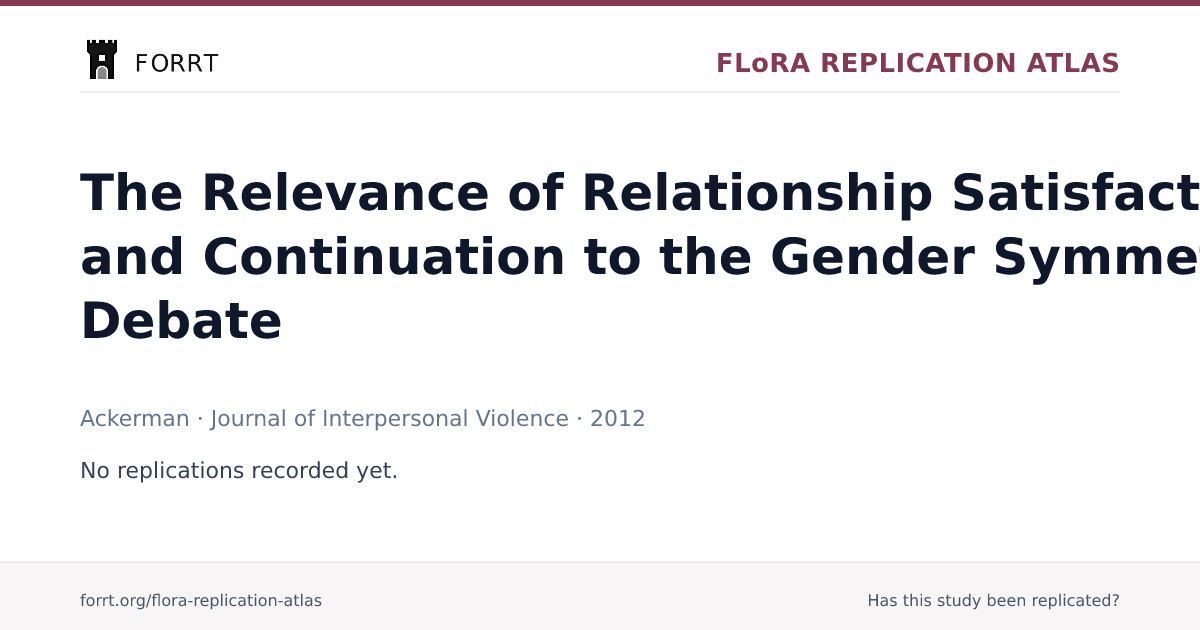 FORRT
FLoRA REPLICATION ATLAS
The Relevance of Relationship Satisfact
and Continuation to the Gender Symme
Debate
Ackerman · Journal of Interpersonal Violence · 2012
No replications recorded yet.
forrt.org/flora-replication-atlas
Has this study been replicated?